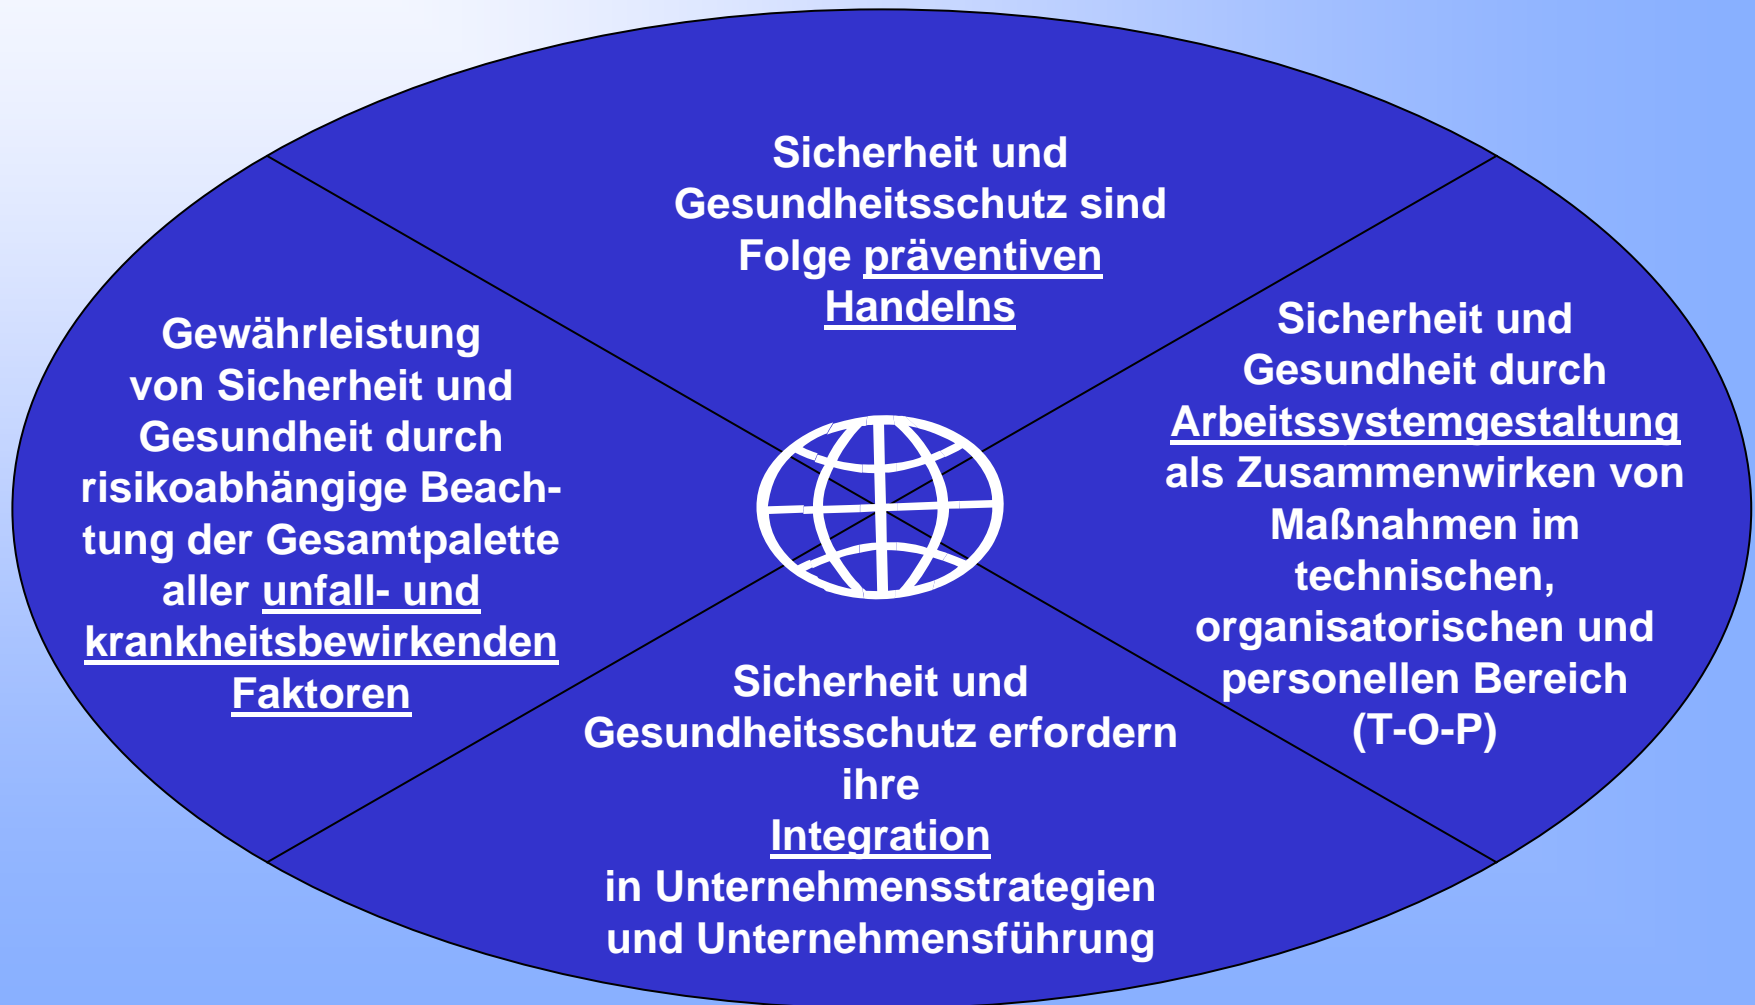 Sicherheit und
Gesundheitsschutz sind
Folge präventiven
Handelns
Gewährleistung
von Sicherheit und
Gesundheit durch
risikoabhängige Beach-
tung der Gesamtpalette
aller unfall- und
krankheitsbewirkenden
Faktoren
Sicherheit und
Gesundheit durch
Arbeitssystemgestaltung
als Zusammenwirken von
Maßnahmen im
technischen,
organisatorischen und
personellen Bereich
(T-O-P)
Sicherheit und
Gesundheitsschutz erfordern
ihre
Integration
in Unternehmensstrategien
und Unternehmensführung